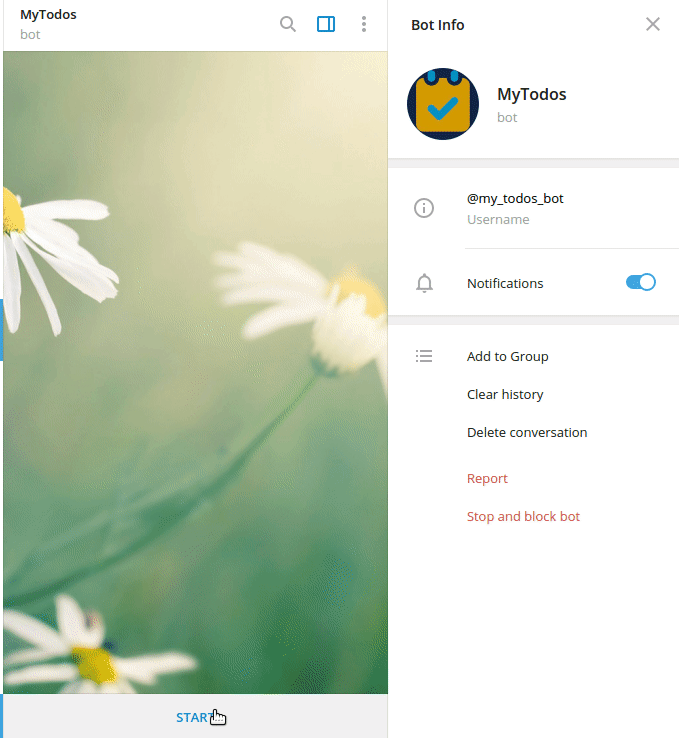 MyTodos
bot
START
Bot Info
MyTodos
bot
@my_todos_bot
Username
Notifications
Add to Group
Clear history
Delete conversation
Report
Stop and block bot